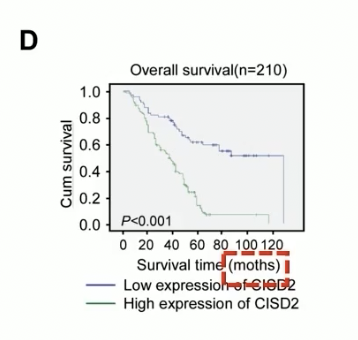 D
Overall survival(n=210)
1.0
0.8
0.6
0.4
0.2
0.0
Cum survival
P<0.001
0 20 40 60 80 100 120
Survival time (moths)
Low expression of CISD2
High expression of CISD2